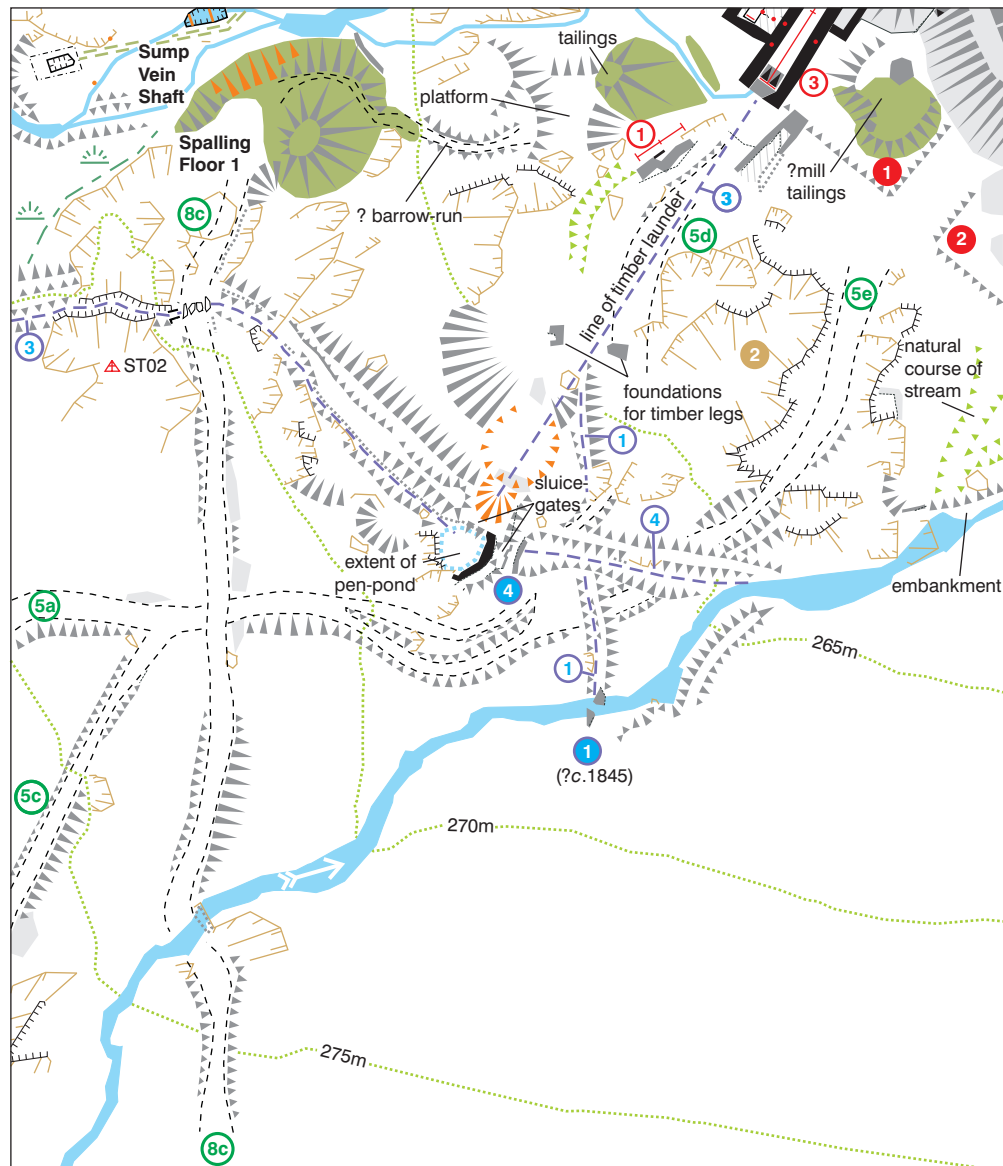 Sump
Vein
Shaft
tailings
3
platform
1
Spalling
Floor 1
?mill
tailings
1
? barrow-run
8c
3
line of timber launder
5d
2
5e
3
ST02
2
natural
course of
stream
foundations
for timber legs
1
sluice-
gates
4
extent of
pen-pond
4
embankment
5a
265m
1
1
(?c.1845)
5c
270m
275m
8c